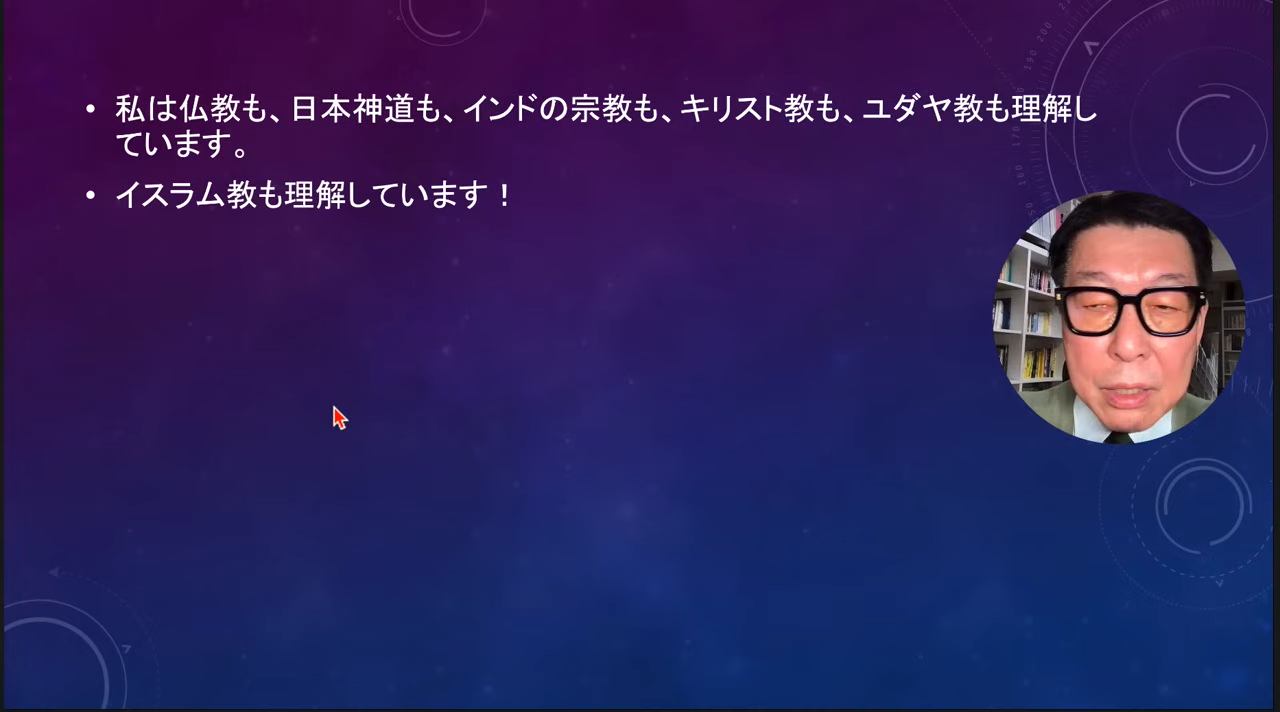 • 私は仏教も、日本神道も、インドの宗教も、キリスト教も、ユダヤ教も理解し
ています。
• イスラム教も理解しています！